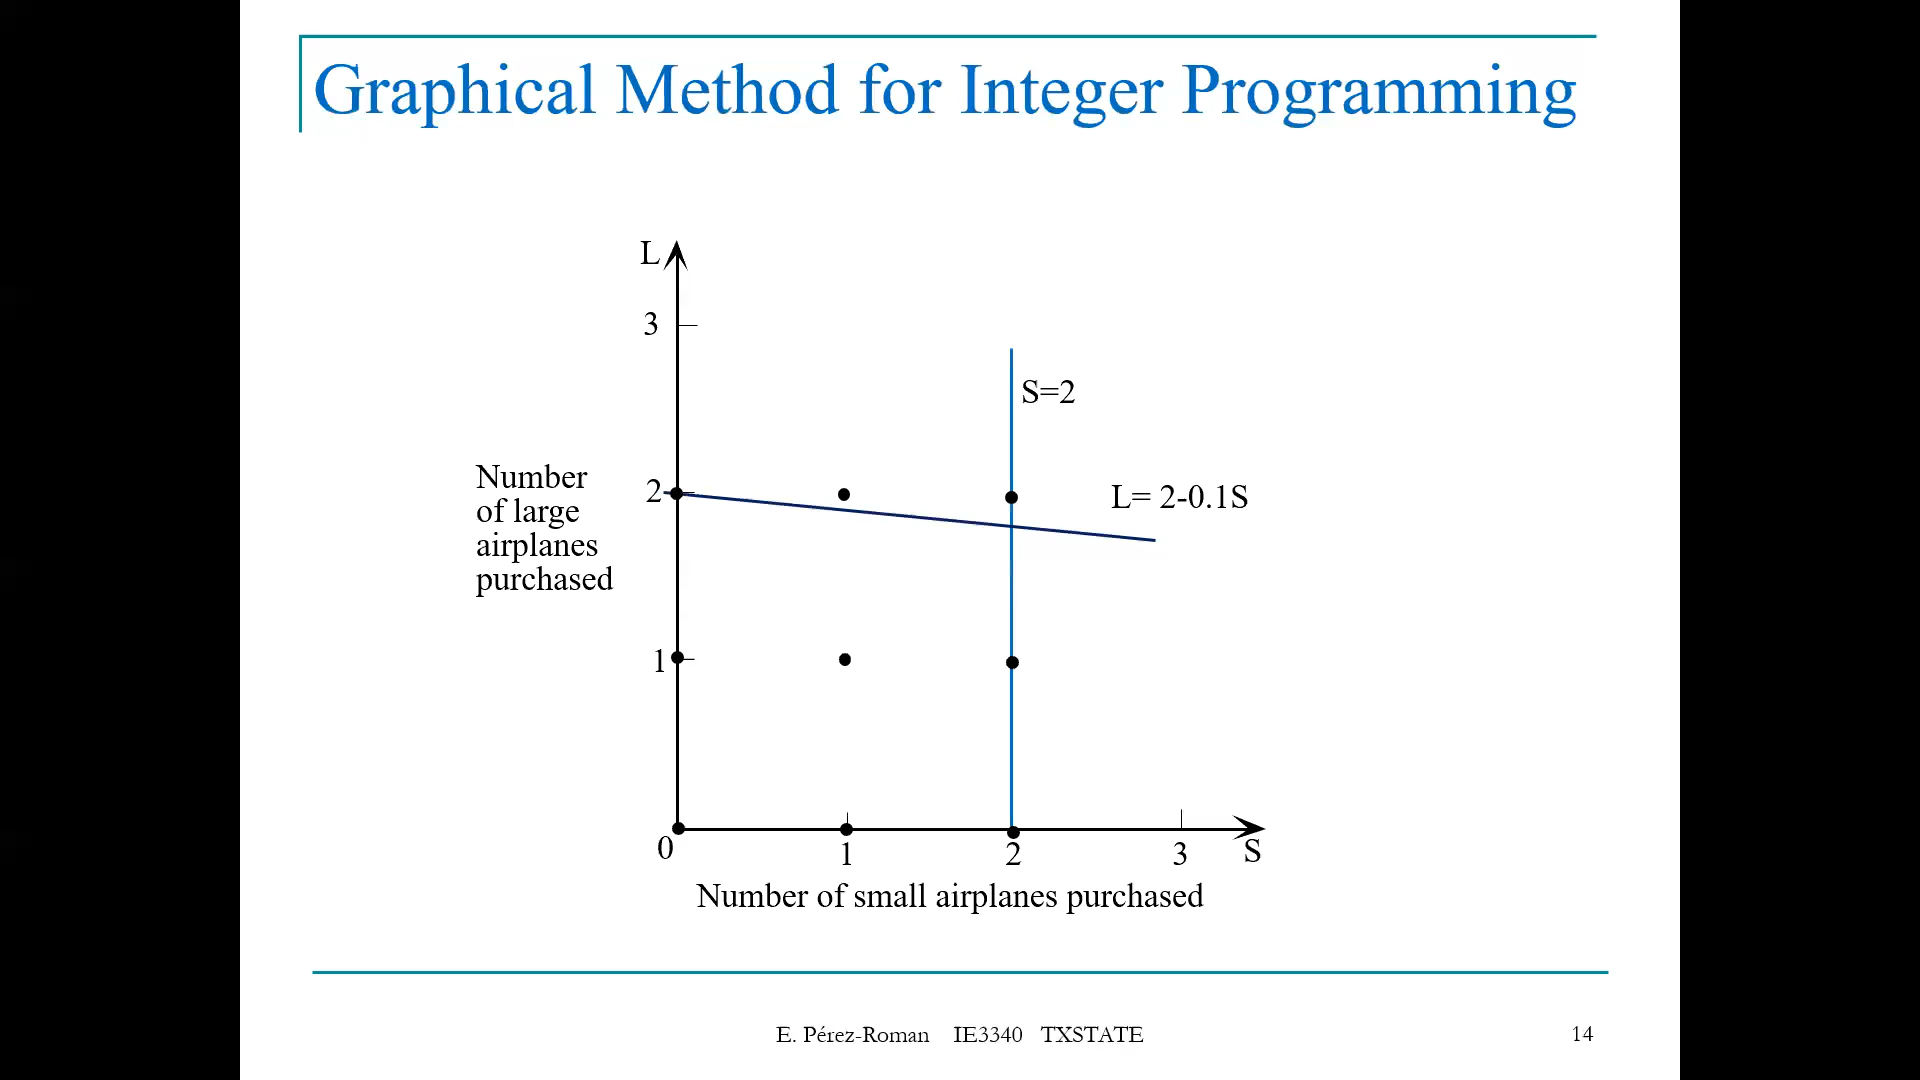 Graphical Method for Integer Programming
L
3
S=2
Number
of large
airplanes
purchased
2
L= 2-0.1S
1
0
1
2
3
S
Number of small airplanes purchased
E. Pérez-Roman IE3340 TXSTATE
14